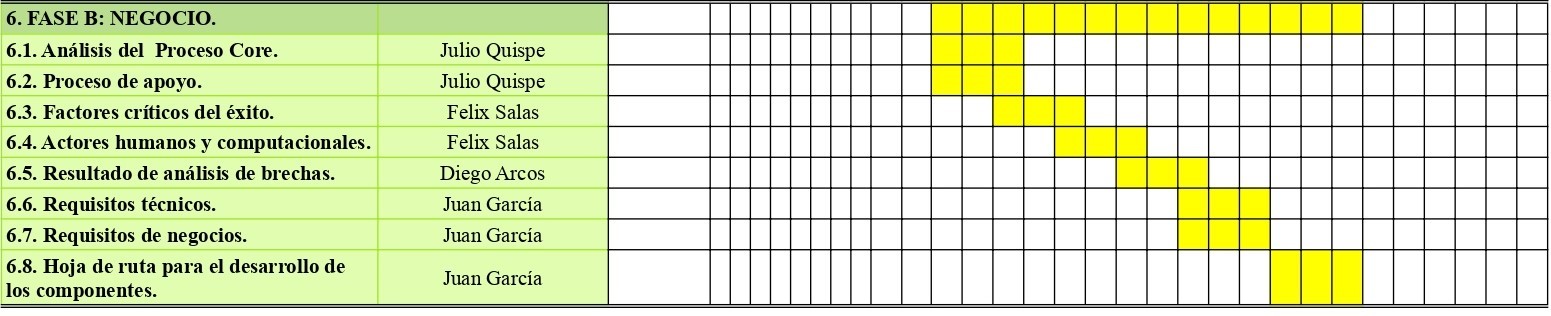 6. FASE B: NEGOCIO.
6.1. Análisis del  Proceso Core. Julio Quispe
6.2. Proceso de apoyo. Julio Quispe
6.3. Factores críticos del éxito. Felix Salas
6.4. Actores humanos y computacionales. Felix Salas
6.5. Resultado de análisis de brechas. Diego Arcos
6.6. Requisitos técnicos. Juan García
6.7. Requisitos de negocios. Juan García
6.8. Hoja de ruta para el desarrollo de
los componentes. Juan García